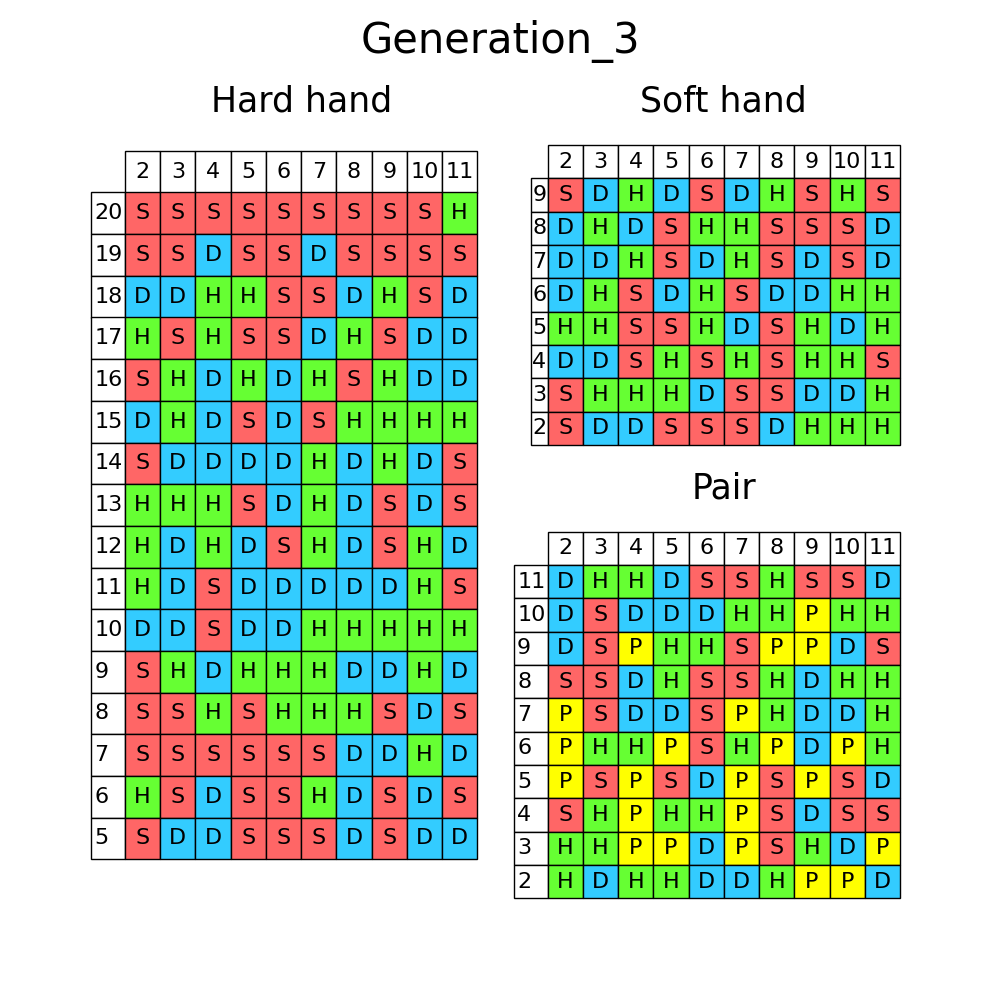 Generation_3
Hard hand
2 3 4 5 6 7 8 9 10 11
20 S S S S S S S S S H
19 S S D S S D S S S S
18 D D H H S S D H S D
17 H S H S S D H S D D
16 S H D H D H S H D D
15 D H D S D S H H H H
14 S D D D D H D H D S
13 H H H S D H D S D S
12 H D H D S H D S H D
11 H D S D D D D D H S
10 D D S D D H H H H H
9 S H D H H H D D H D
8 S S H S H H H S D S
7 S S S S S S D D H D
6 H S D S S H D S D S
5 S D D S S S D S D D
Soft hand
2 3 4 5 6 7 8 9 10 11
9 S D H D S D H S H S
8 D H D S H H S S S D
7 D D H S D H S D S D
6 D H S D H S D D H H
5 H H S S H D S H D H
4 D D S H S H S H H S
3 S H H H D S S D D H
2 S D D S S S D H H H
Pair
2 3 4 5 6 7 8 9 10 11
11 D H H D S S H S S D
10 D S D D D H H P H H
9 D S P H H S P P D S
8 S S D H S S H D H H
7 P S D D S P H D D H
6 P H H P S H P D P H
5 P S P S D P S P S D
4 S H P H H P S D S S
3 H H P P D P S H D P
2 H D H H D D H P P D